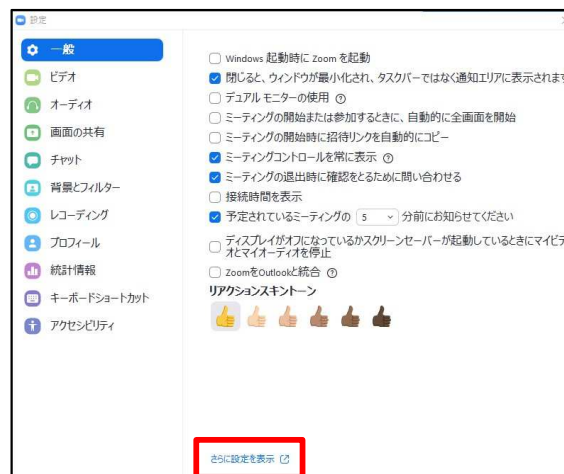 設定
一般
ビデオ
オーディオ
画面の共有
チャット
背景とフィルター
レコーディング
プロフィール
統計情報
キーボードショートカット
アクセシビリティ
Windows 起動時に Zoom を起動
閉じると、ウィンドウが最小化され、タスクバーではなく通知エリアに表示されます
デュアル モニターの使用
ミーティングの開始または参加するときに、自動的に全画面を開始
ミーティングの開始時に招待リンクを自動的にコピー
ミーティングコントロールを常に表示
ミーティングの退出時に確認をとるために問い合わせる
接続時間を表示
予定されているミーティングの 5 分前にお知らせてください
ディスプレイがオフになっているかスクリーンセーバーが起動しているときにマイビデ
オとマイオーディオを停止
ZoomをOutlookと統合
リアクションスキントーン
さらに設定を表示